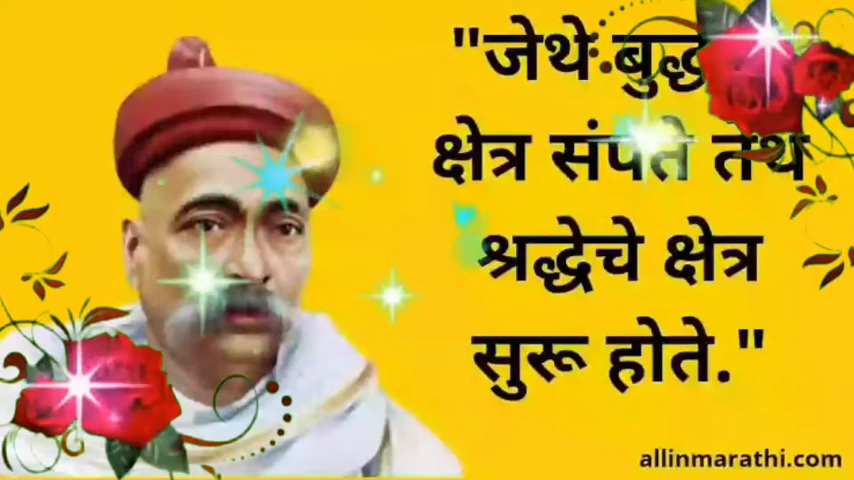 "जेथे
क्षेत्र संपते
श्रद्धेचे क्षेत्र
सुरू होते."
allinmarathi.com